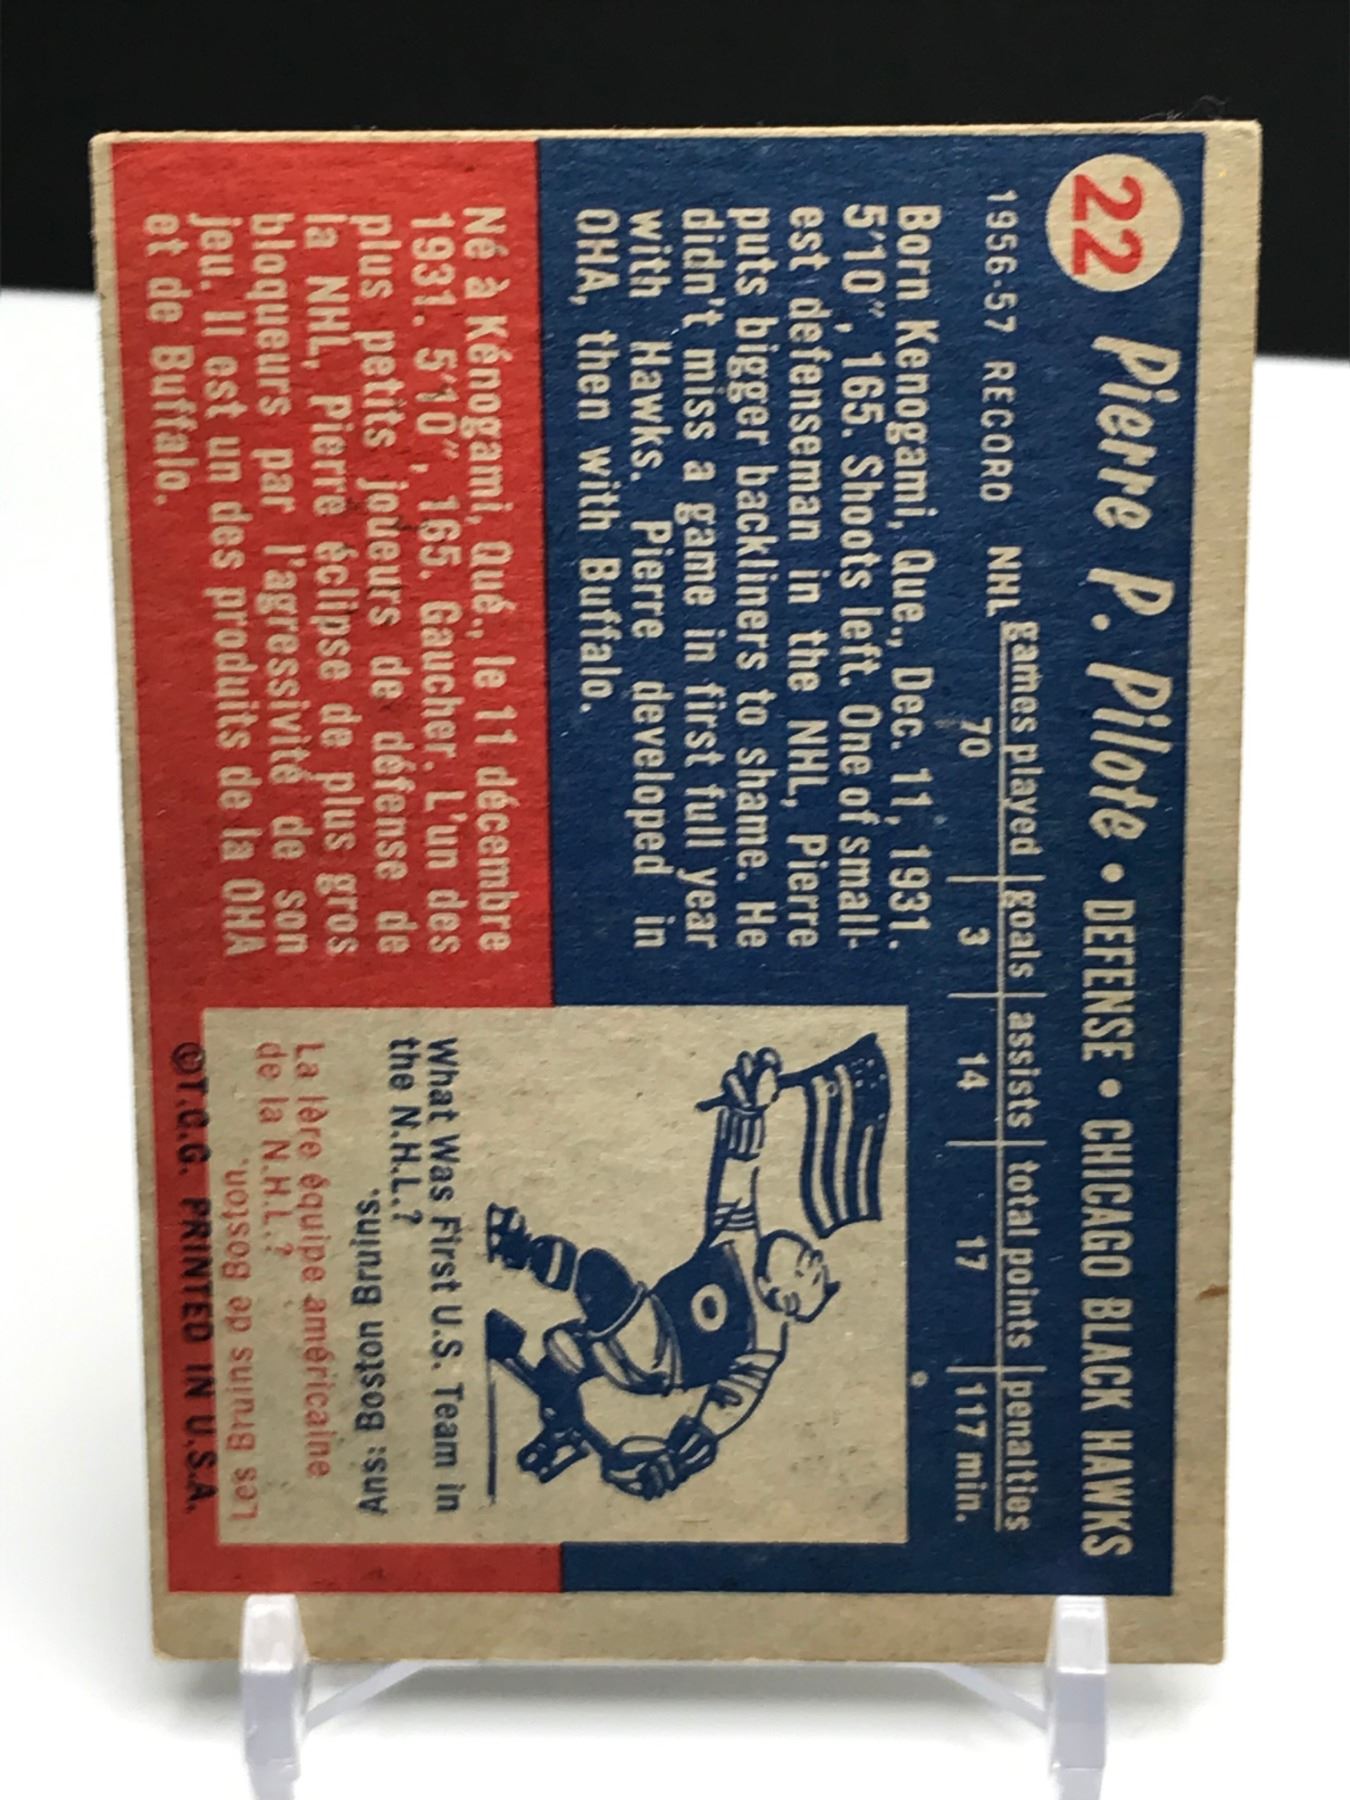 22 Pierre P. Pilote • DEFENSE • CHICAGO BLACK HAWKS
games played goals assists total points penalties
1956-57 RECORD NHL 70 3 14 17 117 min.
Born Kenogami, Que., Dec. 11, 1931.
5'10", 165. Shoots left. One of small-
est defenseman in the NHL, Pierre
puts bigger backliners to shame. He
didn't miss a game in first full year
with Hawks. Pierre developed in
OHA, then with Buffalo.
Né à Kénogami, Qué., le 11 décembre
1931. 5'10", 165. Gaucher. L'un des
plus petits joueurs de défense de
la NHL, Pierre éclipse de plus gros
bloqueurs par l'agressivité de son
jeu. Il est un des produits de la OHA
et de Buffalo.
What Was First U.S. Team in
the N.H.L.?
Ans: Boston Bruins.
La lère équipe américaine
de la N.H.L.?
Les Bruins de Boston.
©T.C.G. PRINTED IN U.S.A.